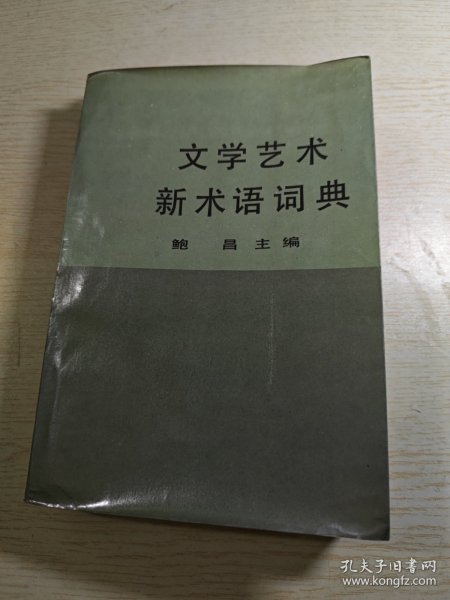 文学艺术
新术语词典
鲍 昌 主编
孔夫子旧书网
www.kongfz.com